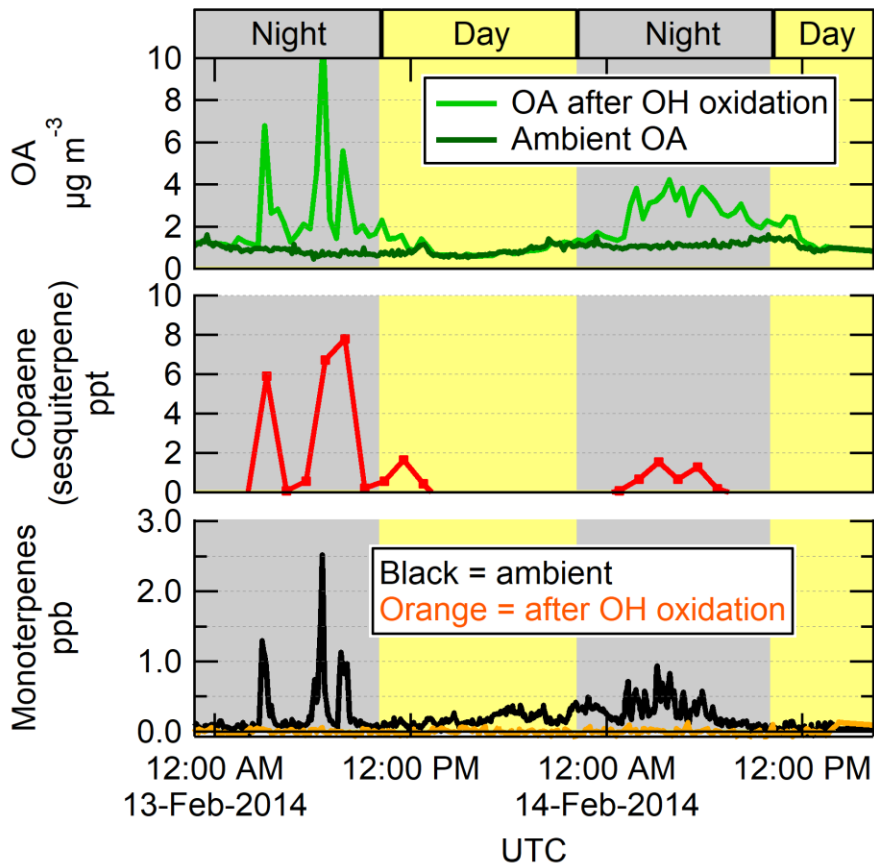 Night Day Night Day
10
8
6
4
2
0
OA
µg m -3
OA after OH oxidation
Ambient OA
10
8
6
4
2
0
Copaene
(sesquiterpene)
ppt
3.0
2.0
1.0
0.0
Monoterpenes
ppb
Black = ambient
Orange = after OH oxidation
12:00 AM 12:00 PM 12:00 AM 12:00 PM
13-Feb-2014 14-Feb-2014
UTC